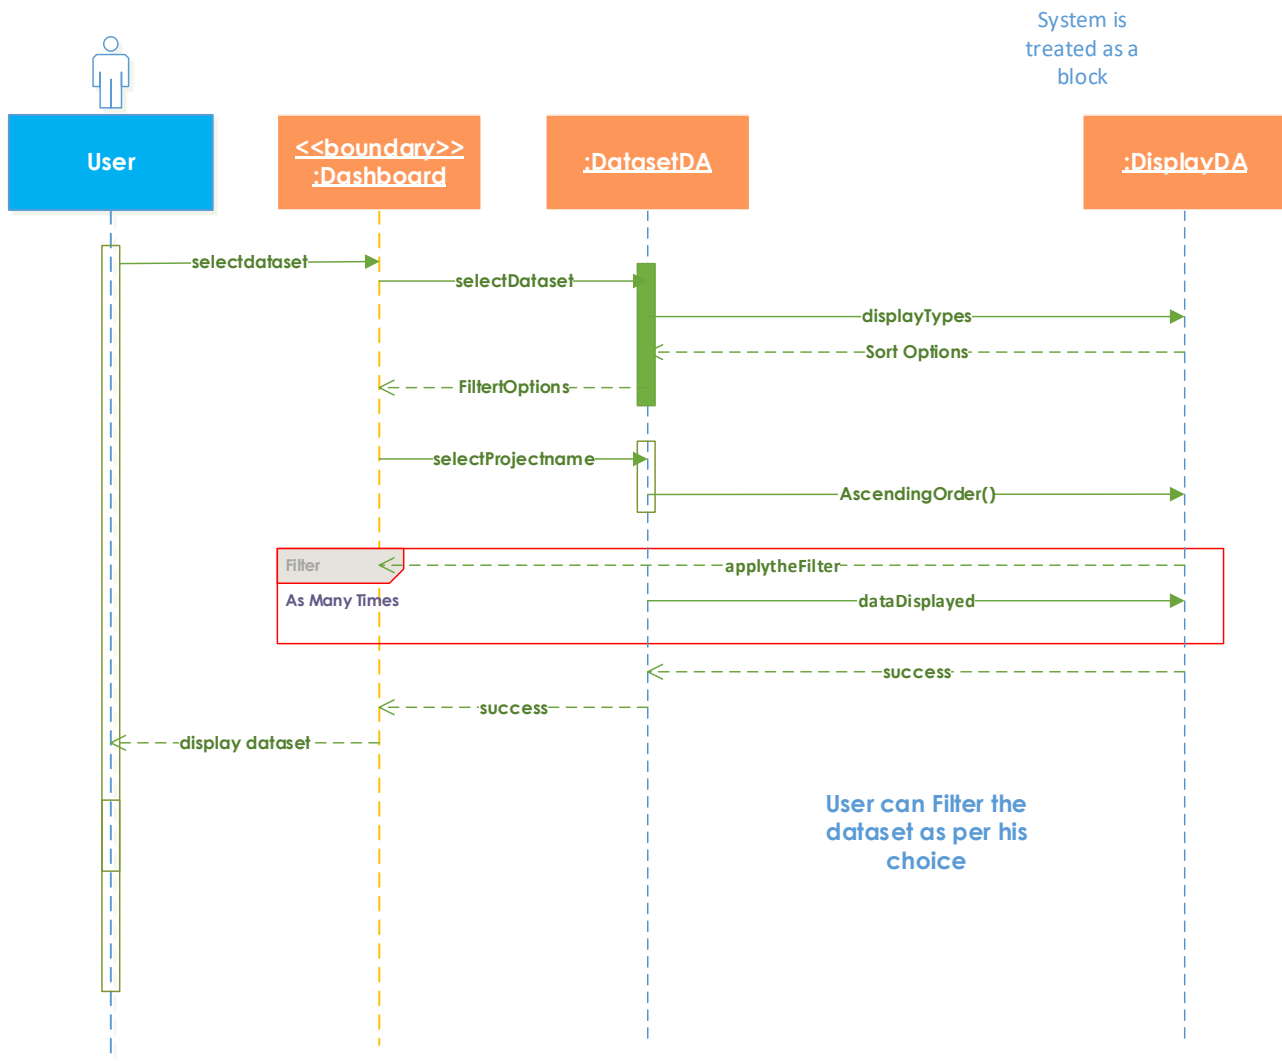 System is
treated as a
block
User
<<boundary>>
:Dashboard
:DatasetDA
:DisplayDA
selectdataset
selectDataset
displayTypes
Sort Options
FiltertOptions
selectProjectname
AscendingOrder()
Filter
applytheFilter
As Many Times
dataDisplayed
success
success
display dataset
User can Filter the
dataset as per his
choice